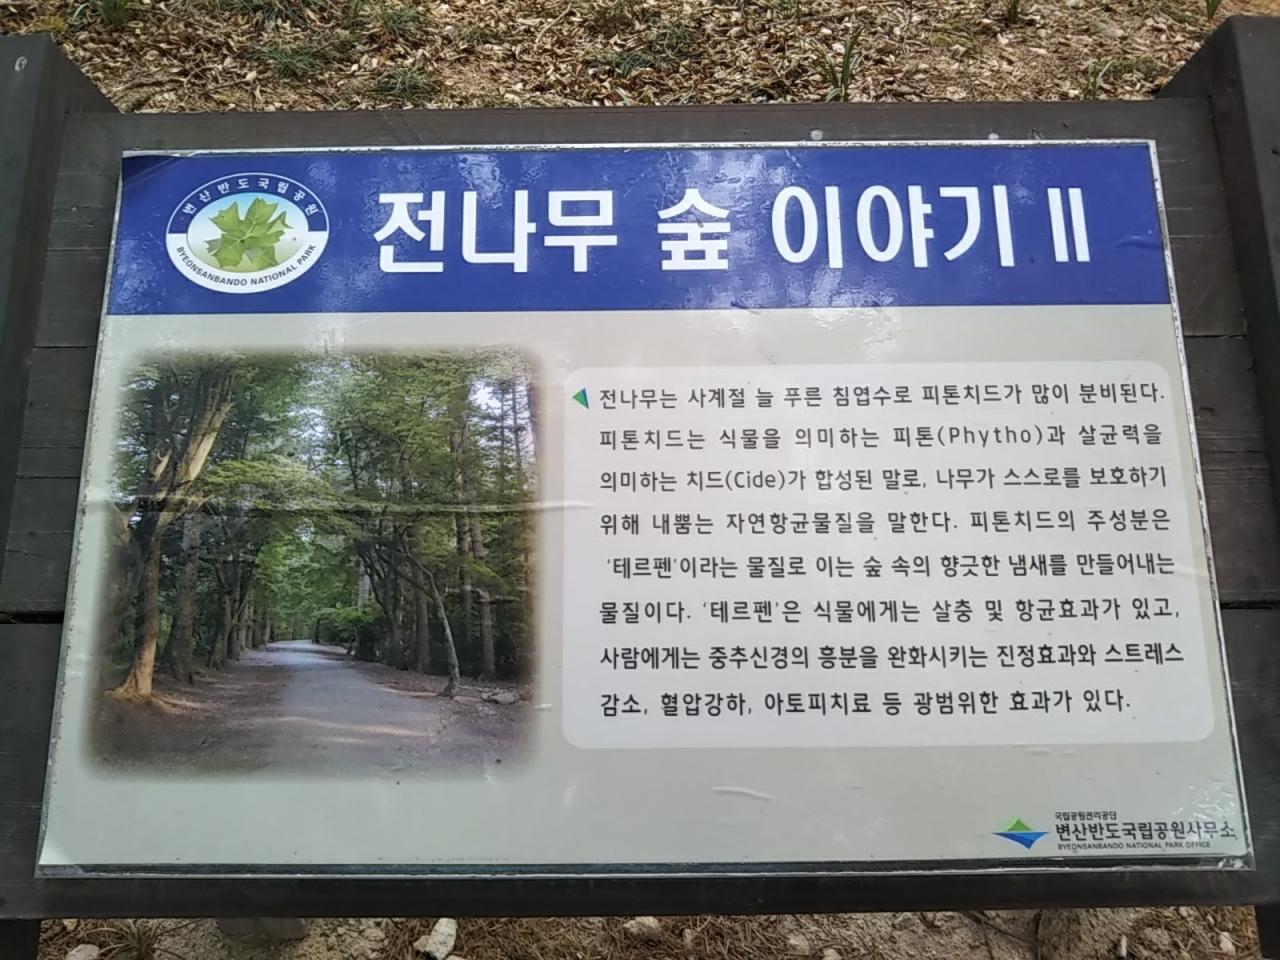 변산반도국립공원
BYEONSANBANDO NATIONAL PARK
전나무 숲 이야기 II
전나무는 사계절 늘 푸른 침엽수로 피톤치드가 많이 분비된다.
피톤치드는 식물을 의미하는 피톤(Phytho)과 살균력을
의미하는 치드(Cide)가 합성된 말로, 나무가 스스로를 보호하기
위해 내뿜는 자연항균물질을 말한다. 피톤치드의 주성분은
'테르펜'이라는 물질로 이는 숲 속의 향긋한 냄새를 만들어내는
물질이다. '테르펜'은 식물에게는 살충 및 항균효과가 있고,
사람에게는 중추신경의 흥분을 완화시키는 진정효과와 스트레스
감소, 혈압강하, 아토피치료 등 광범위한 효과가 있다.
국립공원관리공단
변산반도국립공원사무소
BYEONSANBANDO NATIONAL PARK OFFICE